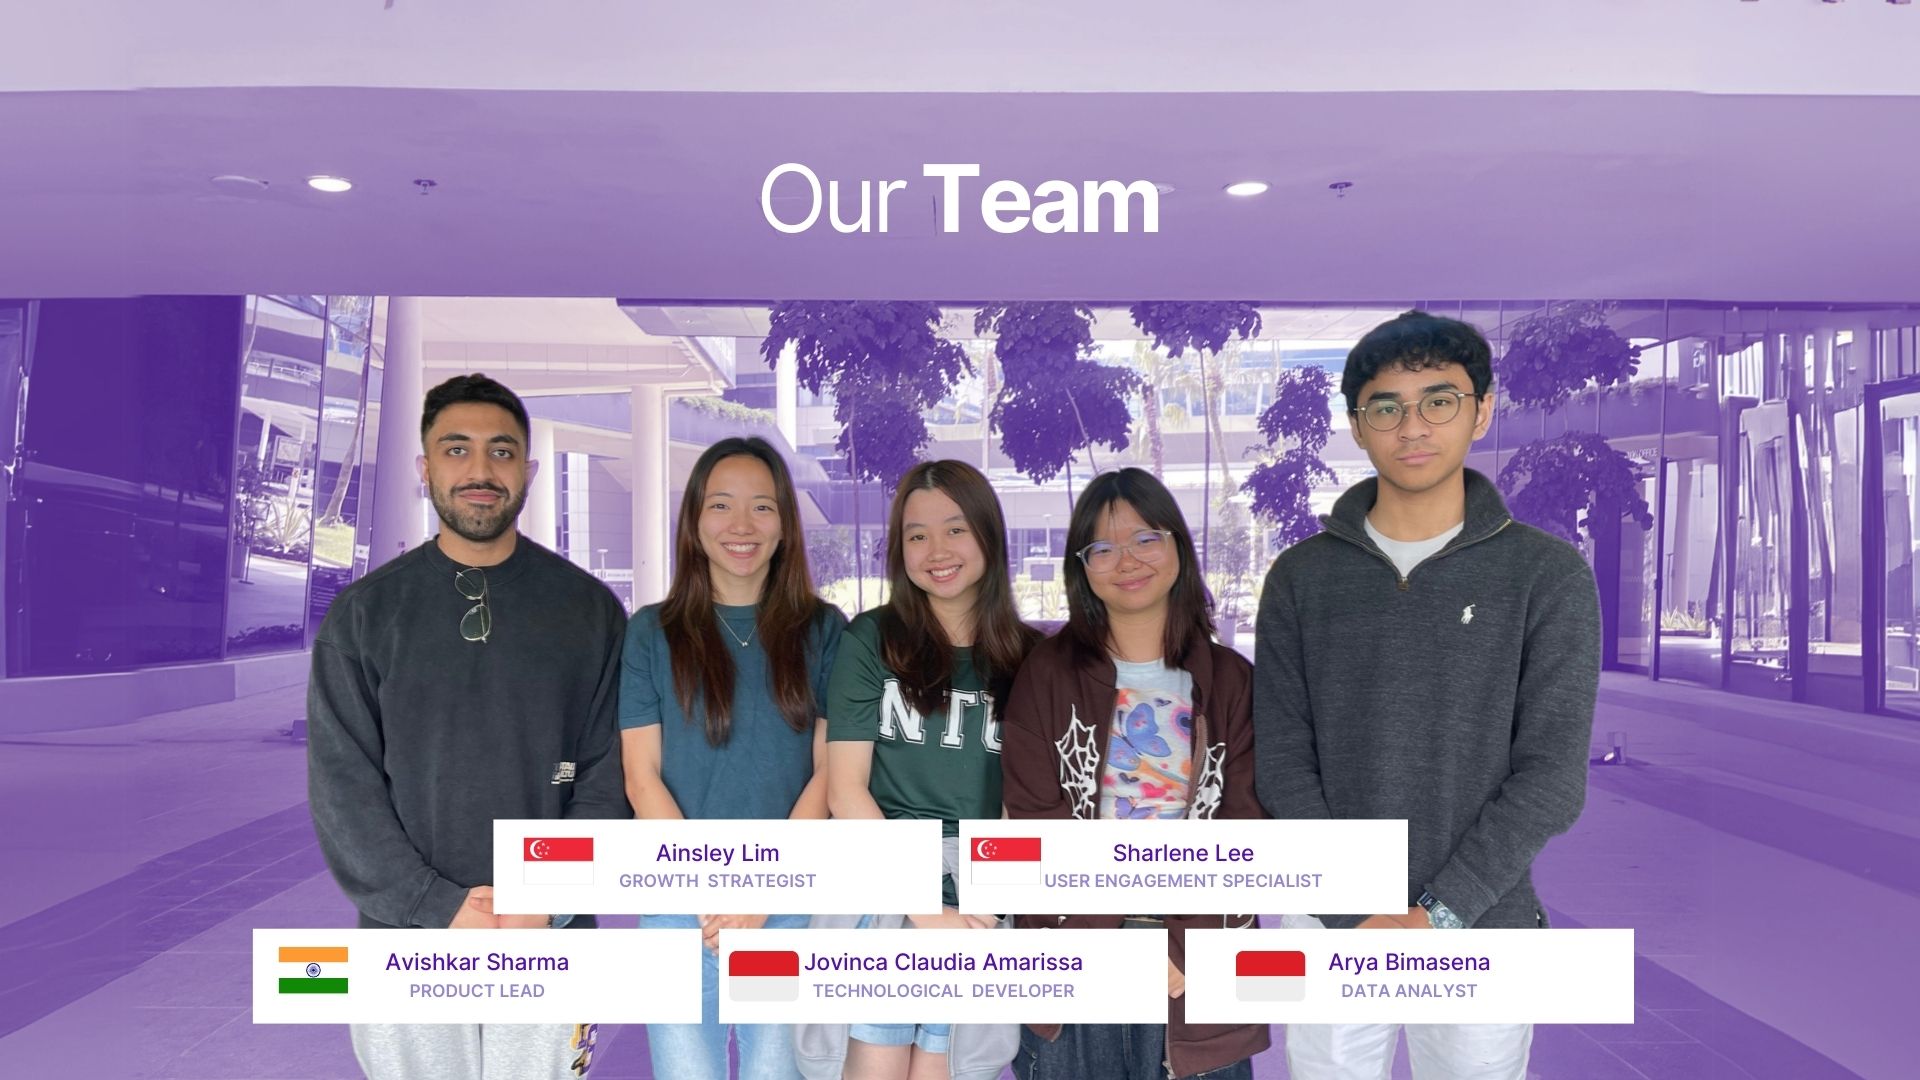 Our Team
NTU
Ainsley Lim
GROWTH STRATEGIST
Sharlene Lee
USER ENGAGEMENT SPECIALIST
Avishkar Sharma
PRODUCT LEAD
Jovinca Claudia Amarissa
TECHNOLOGICAL DEVELOPER
Arya Bimasena
DATA ANALYST